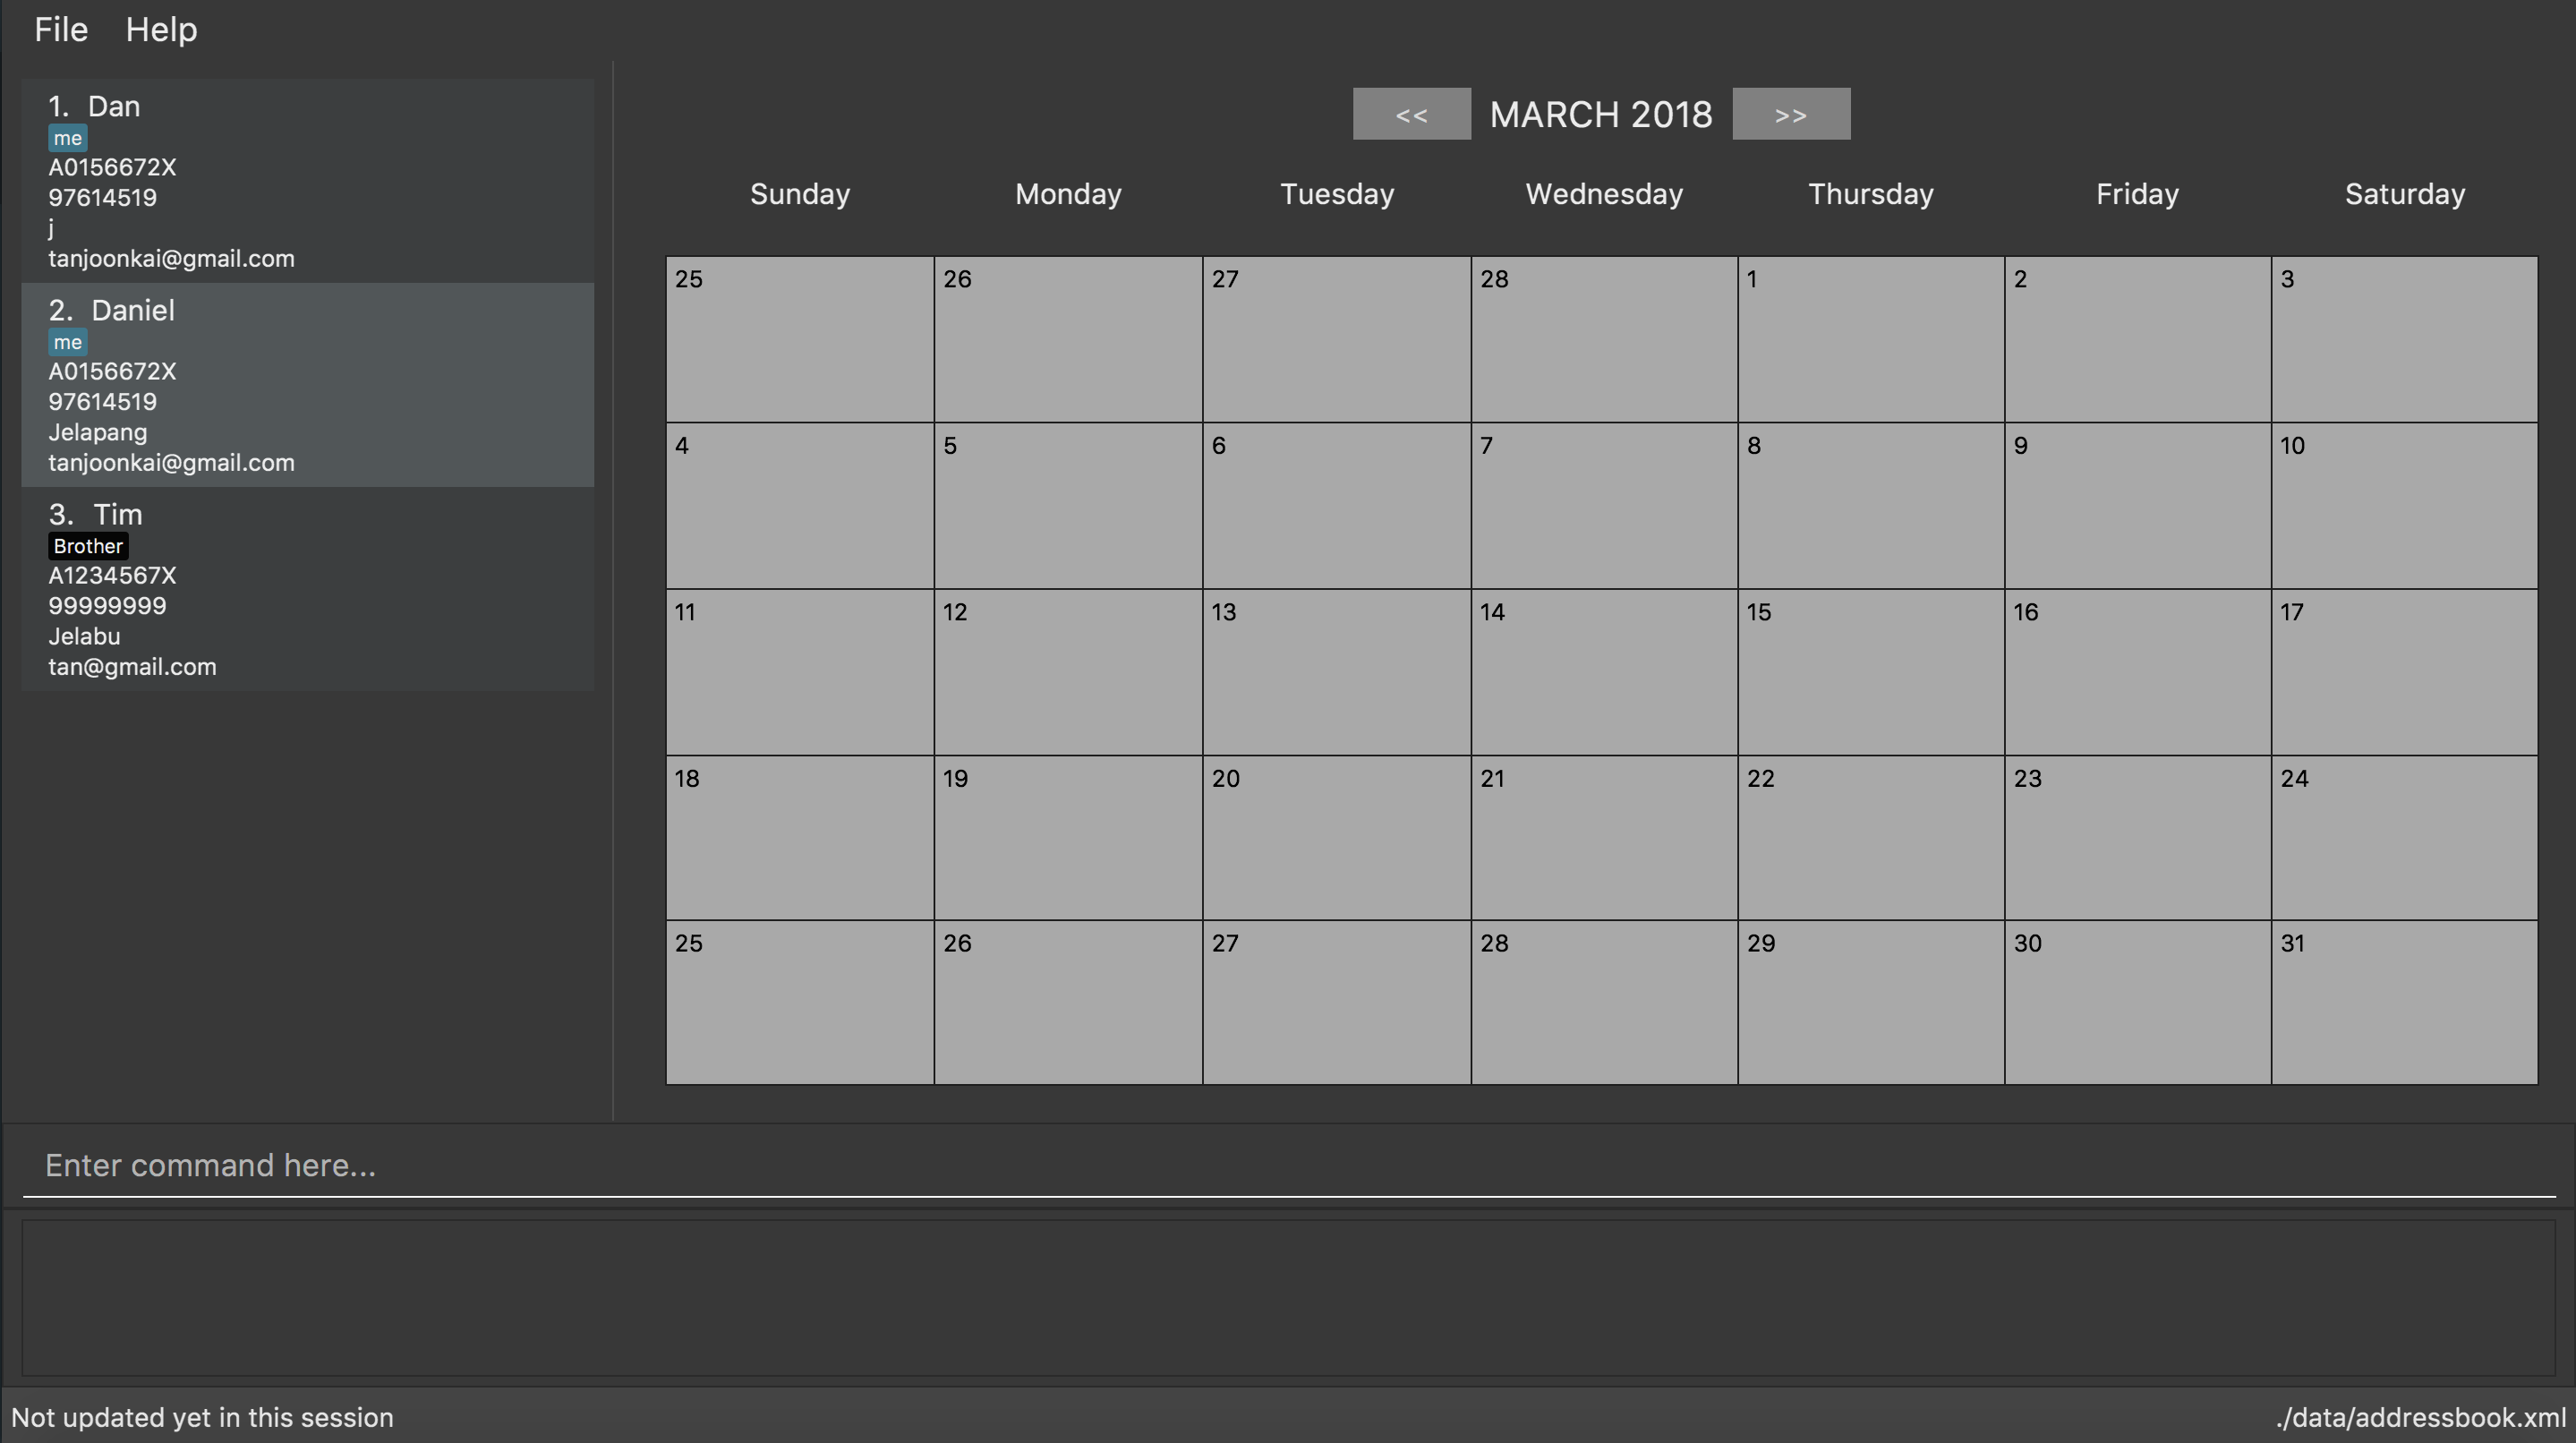 File Help
1. Dan
me
A0156672X
97614519
j
tanjoonkai@gmail.com
2. Daniel
me
A0156672X
97614519
Jelapang
tanjoonkai@gmail.com
3. Tim
Brother
A1234567X
99999999
Jelabu
tan@gmail.com
<< MARCH 2018 >>
Sunday Monday Tuesday Wednesday Thursday Friday Saturday
25 26 27 28 1 2 3
4 5 6 7 8 9 10
11 12 13 14 15 16 17
18 19 20 21 22 23 24
25 26 27 28 29 30 31
Enter command here...
Not updated yet in this session ./data/addressbook.xml